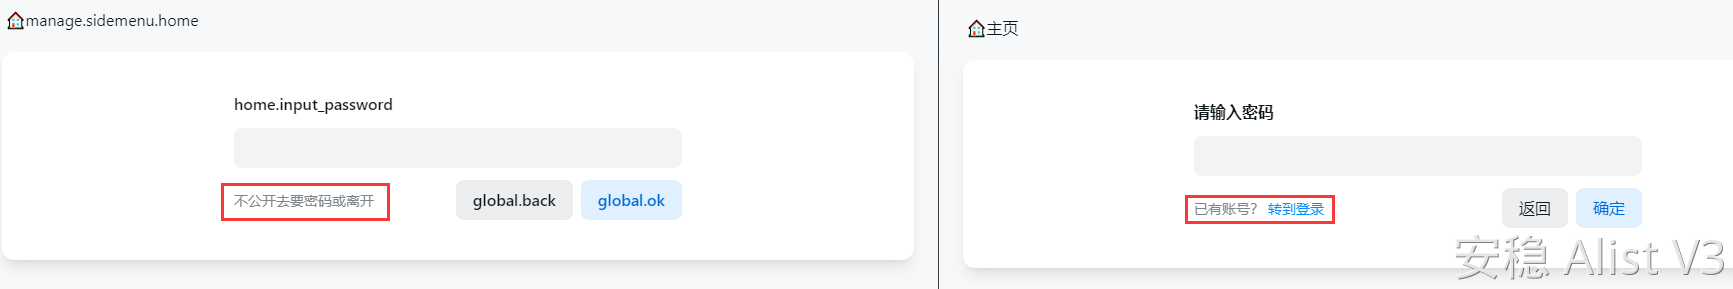 manage.sidemenu.home
home.input_password
不公开去要密码或离开
global.back
global.ok
主页
请输入密码
已有账号? 转到登录
返回
确定
安稳 Alist V3